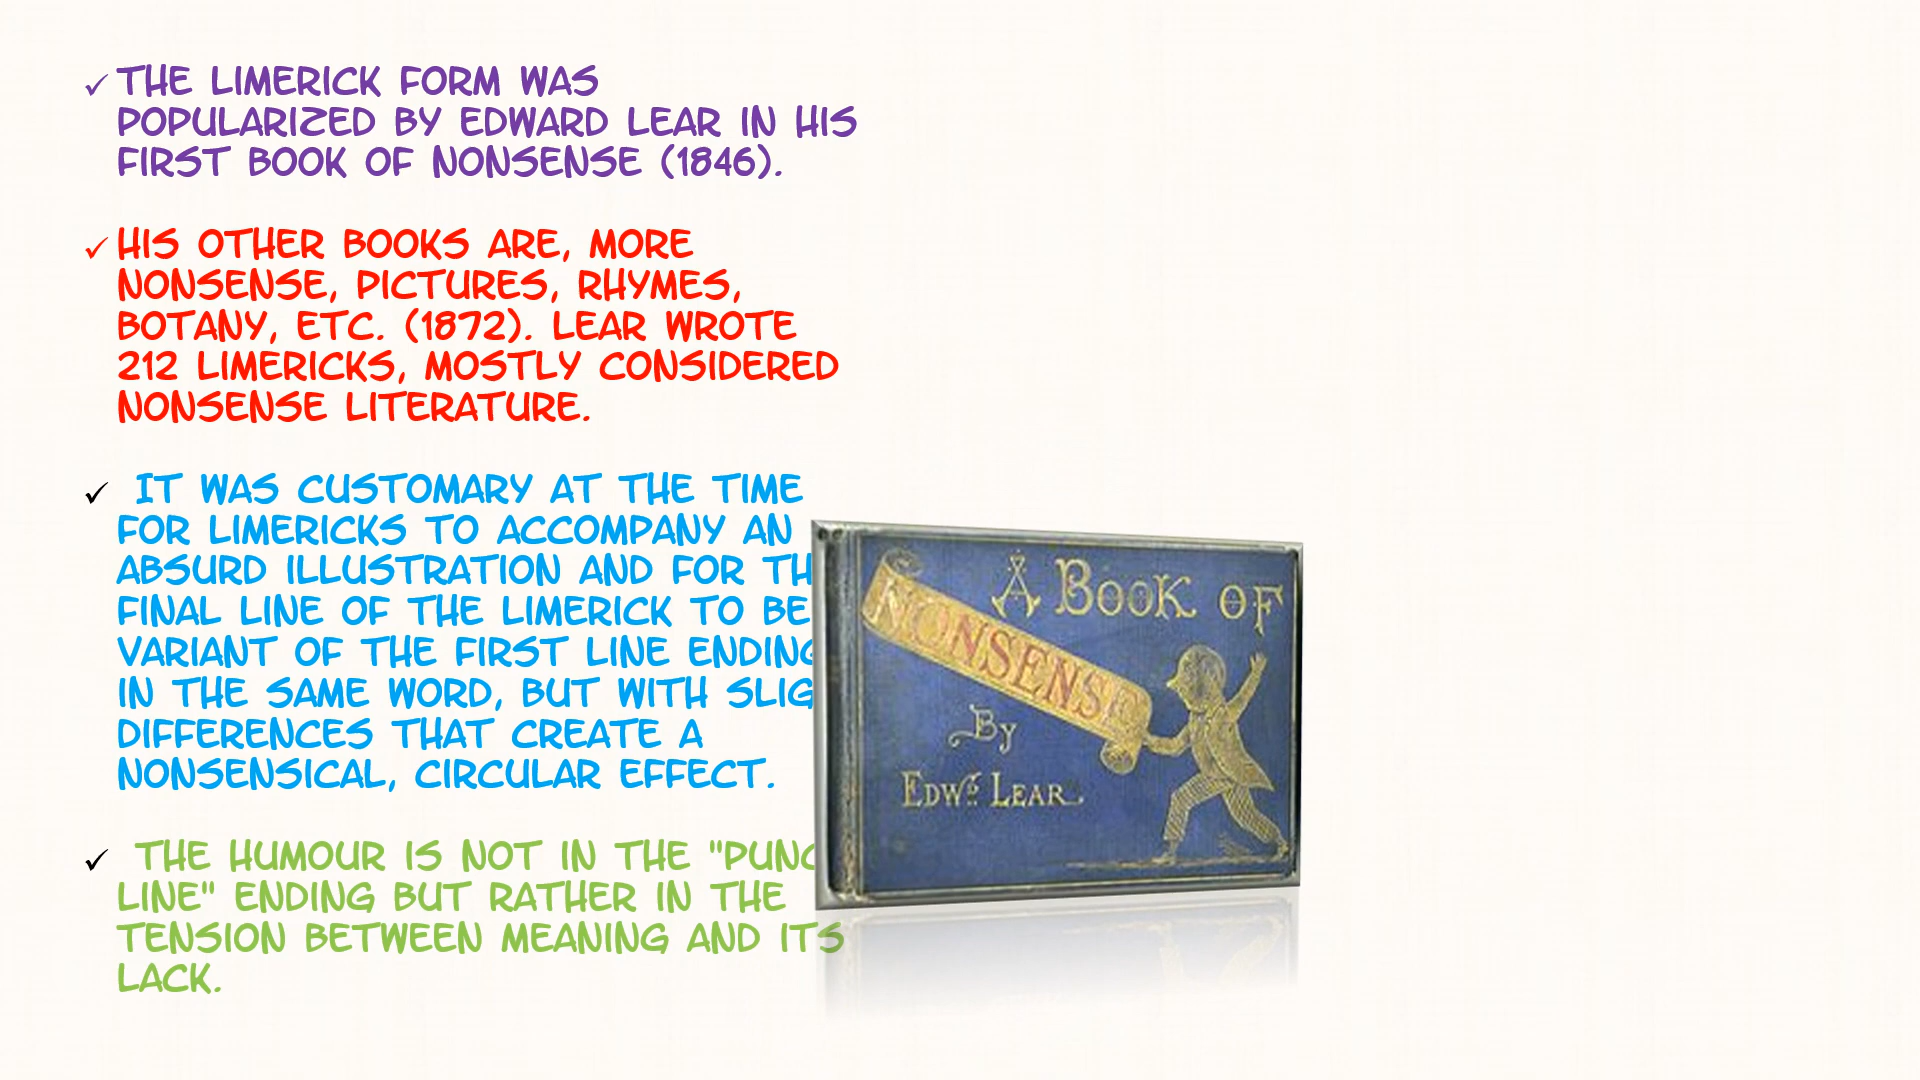 ✓ THE LIMERICK FORM WAS
POPULARIZED BY EDWARD LEAR IN HIS
FIRST BOOK OF NONSENSE (1846).
✓ HIS OTHER BOOKS ARE, MORE
NONSENSE, PICTURES, RHYMES,
BOTANY, ETC. (1872). LEAR WROTE
212 LIMERICKS, MOSTLY CONSIDERED
NONSENSE LITERATURE.
✓ IT WAS CUSTOMARY AT THE TIME
FOR LIMERICKS TO ACCOMPANY AN
ABSURD ILLUSTRATION AND FOR
FINAL LINE OF THE LIMERICK TO BE
VARIANT OF THE FIRST LINE ENDING
IN THE SAME WORD, BUT WITH
DIFFERENCES THAT CREATE A
NONSENSICAL, CIRCULAR EFFECT.
✓ THE HUMOUR IS NOT IN THE
LINE" ENDING BUT RATHER IN THE
TENSION BETWEEN MEANING AND ITS
LACK.
A BOOK OF
NONSENSE
By
EDWD. LEAR